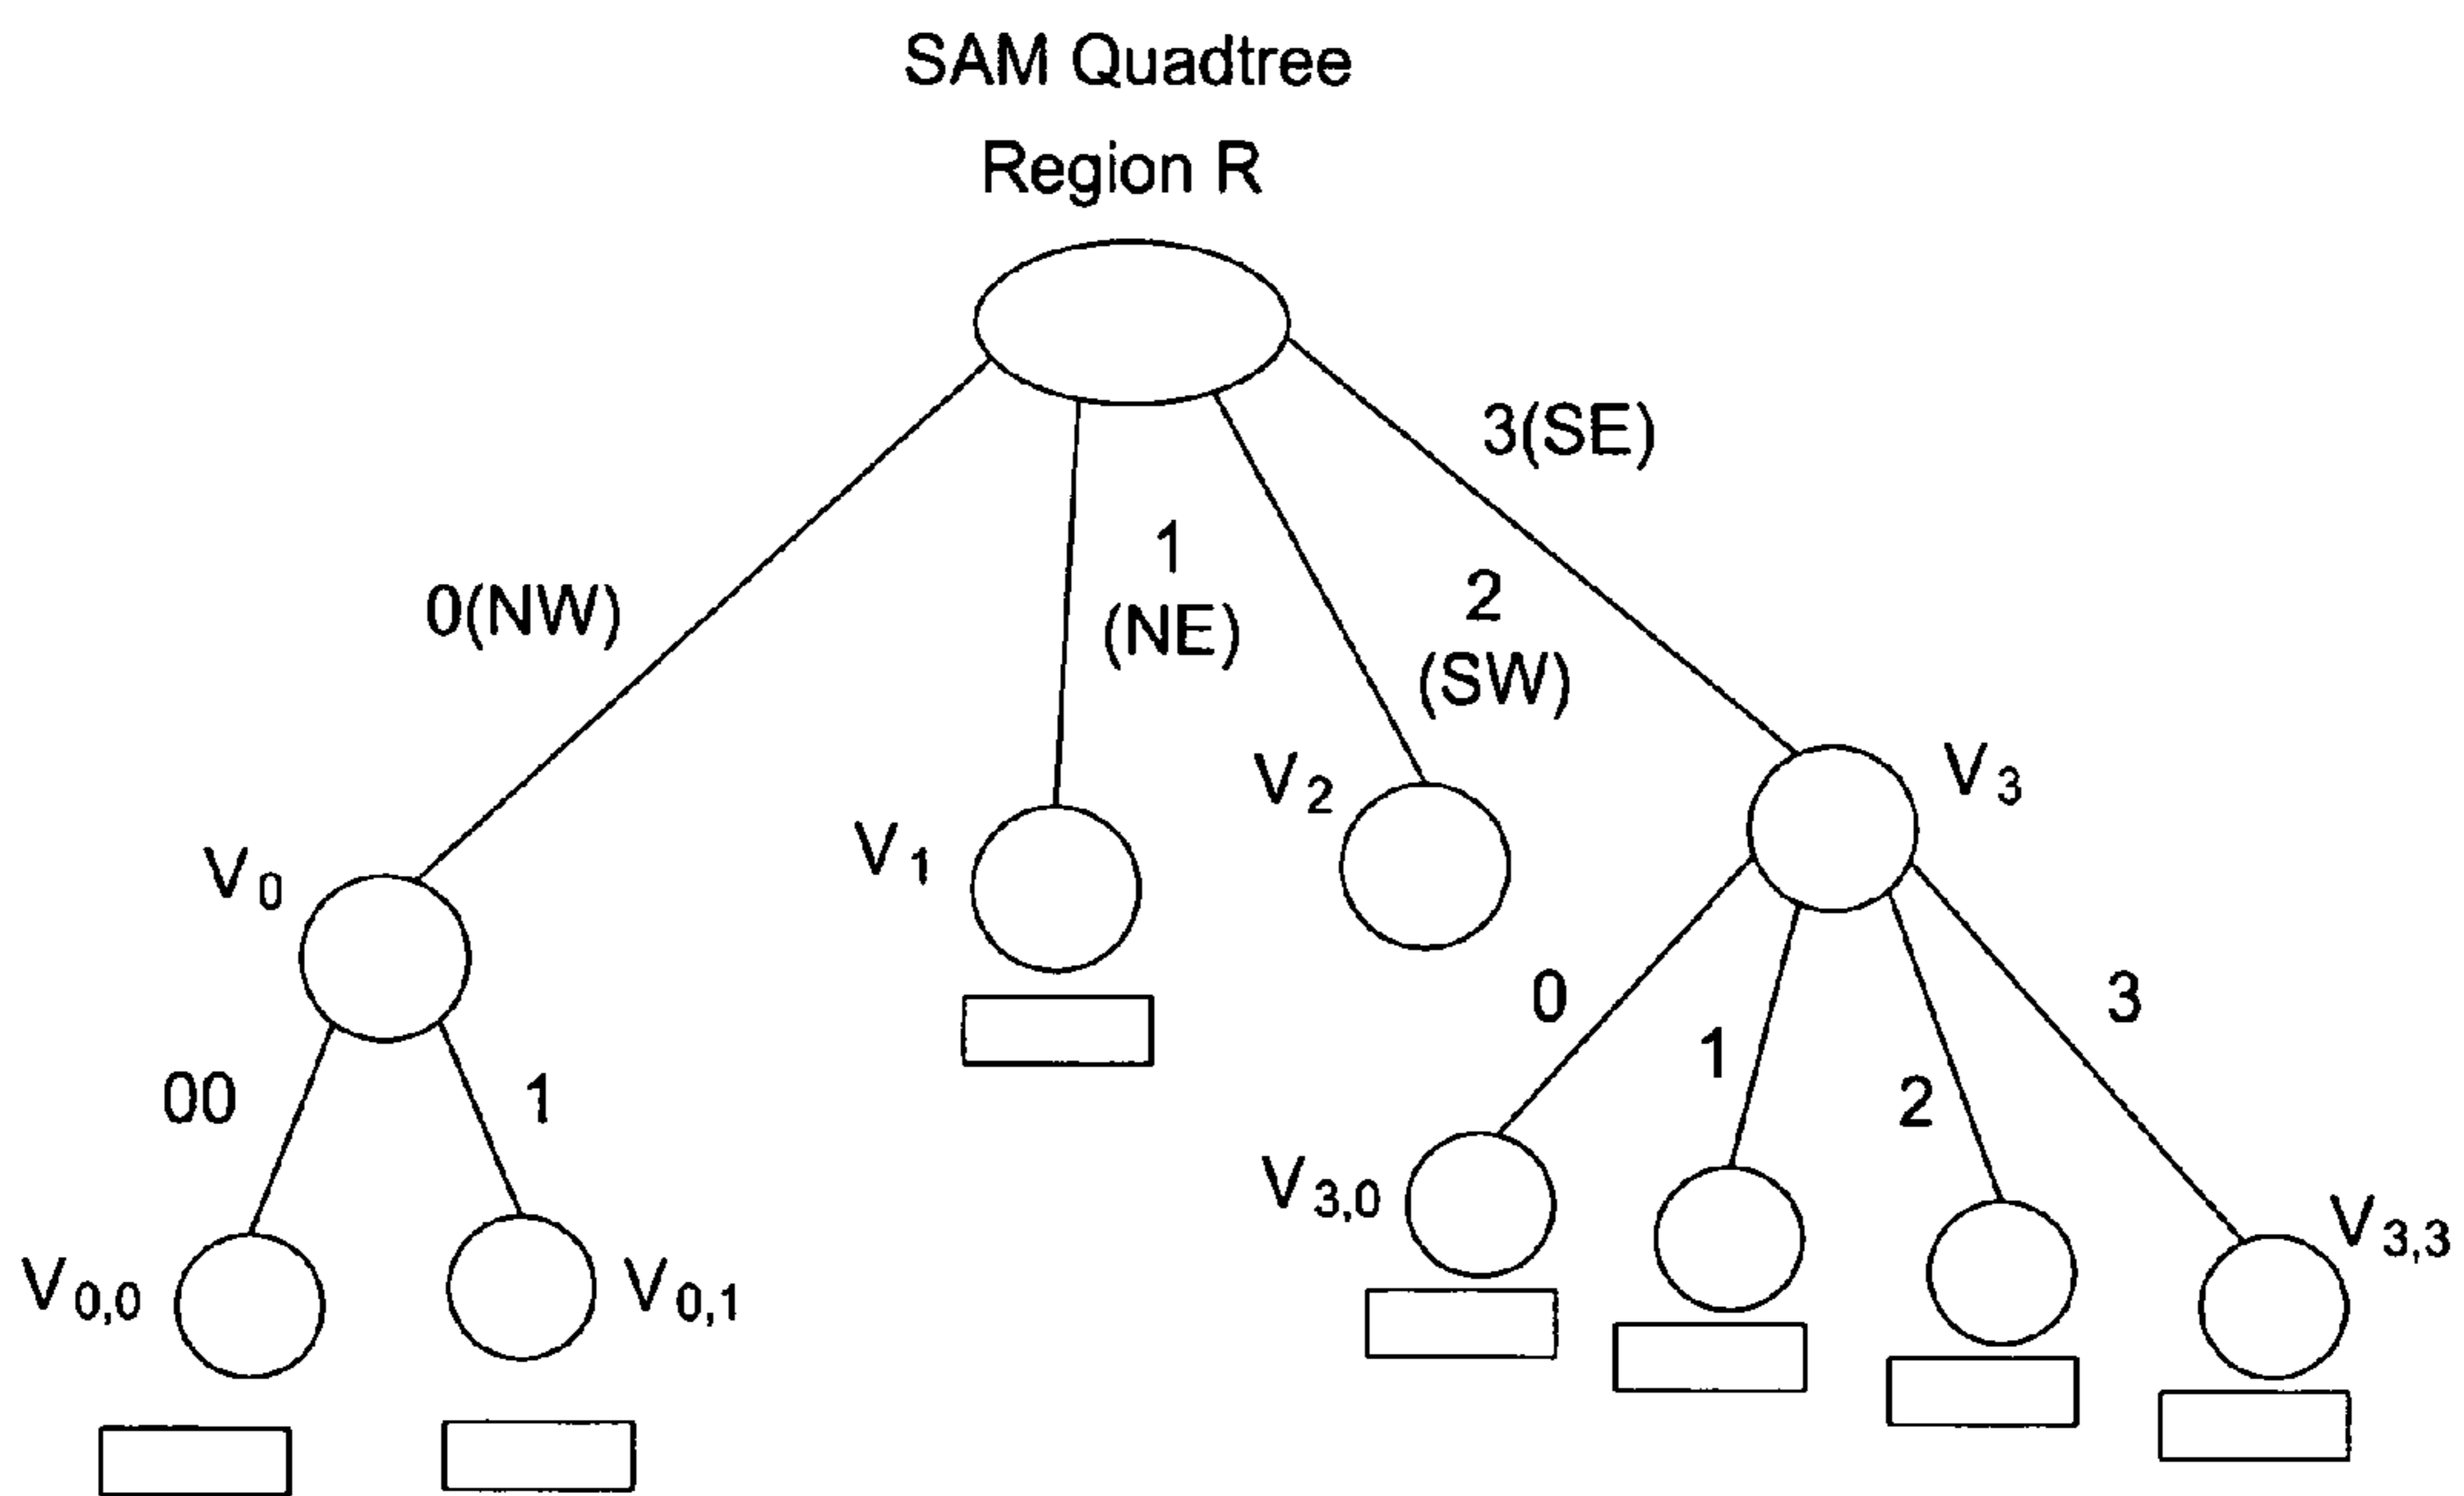 SAM Quadtree
Region R
3(SE)
0(NW)
1
(NE)
2
(SW)
V3
V2
V1
V0
0
1
2
3
00
1
V3,0
V3,3
V0,0
V0,1